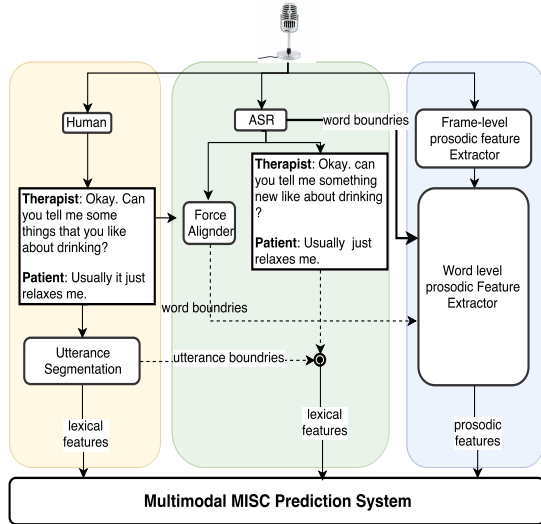 Human
ASR
word boundries
Frame-level
prosodic feature
Extractor
Therapist: Okay. Can
you tell me some
things that you like
about drinking?
Patient: Usually it just
relaxes me.
Force
Alignder
Therapist: Okay. can
you tell me something
new like about drinking
?
Patient: Usually just
relaxes me.
Word level
prosodic Feature
Extractor
word boundries
Utterance
Segmentation
utterance boundries
lexical
features
lexical
features
prosodic
features
Multimodal MISC Prediction System